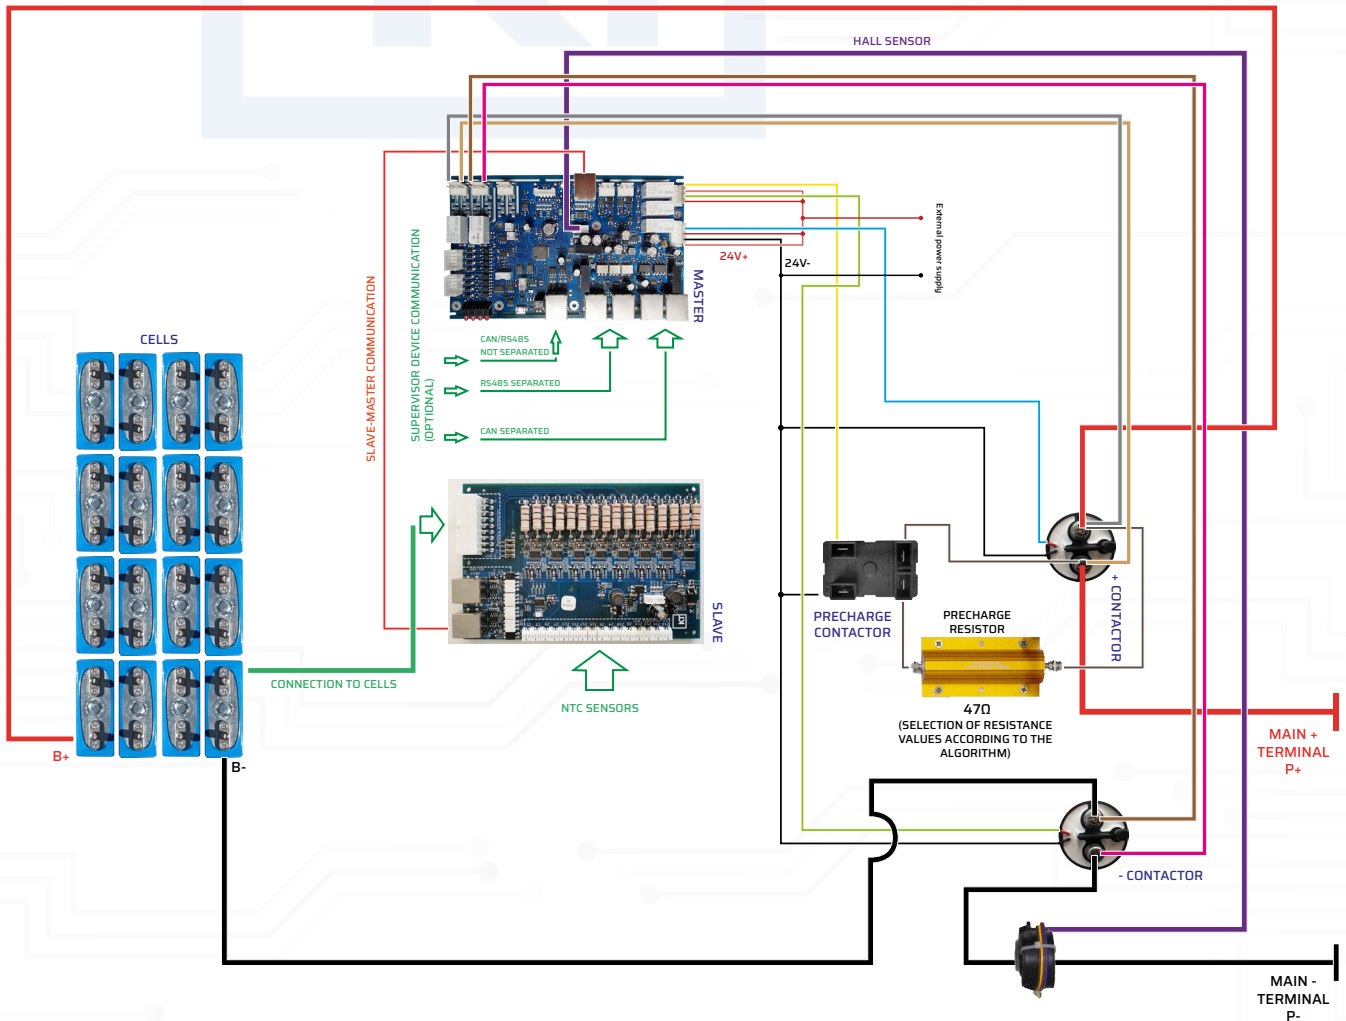 HALL SENSOR
External power supply
24V+
24V-
MASTER
SLAVE-MASTER COMMUNICATION
SUPERVISOR DEVICE COMMUNICATION
(OPTIONAL)
CAN/RS485
NOT SEPARATED
RS485 SEPARATED
CAN SEPARATED
CELLS
SLAVE
PRECHARGE
CONTACTOR
PRECHARGE
RESISTOR
+ CONTACTOR
CONNECTION TO CELLS
NTC SENSORS
47Ω
(SELECTION OF RESISTANCE
VALUES ACCORDING TO THE
ALGORITHM)
MAIN +
TERMINAL
P+
B+
B-
- CONTACTOR
MAIN -
TERMINAL
P-